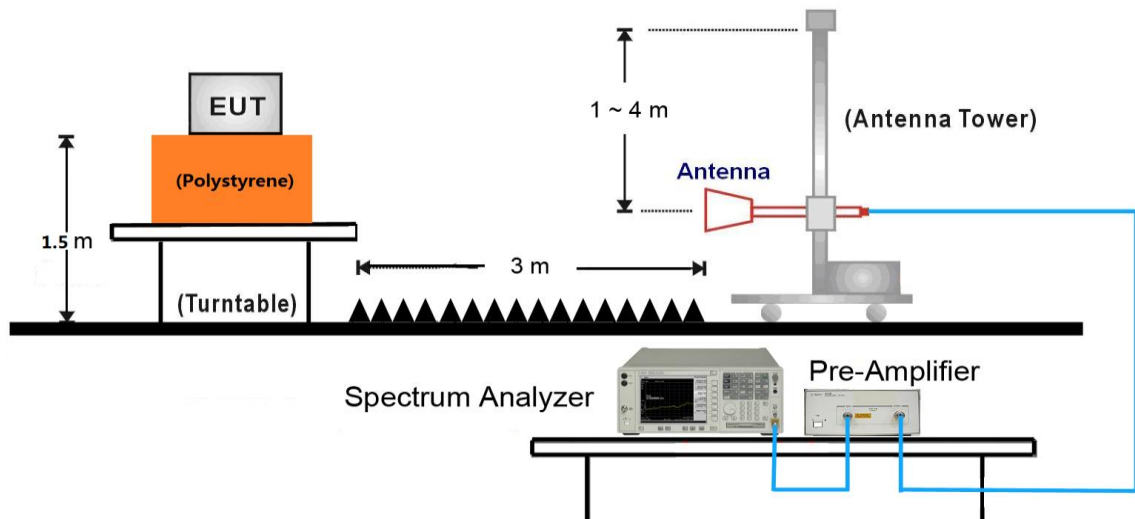 EUT
(Polystyrene)
1.5 m
(Turntable)
3 m
1 ~ 4 m
(Antenna Tower)
Antenna
Spectrum Analyzer
Pre-Amplifier